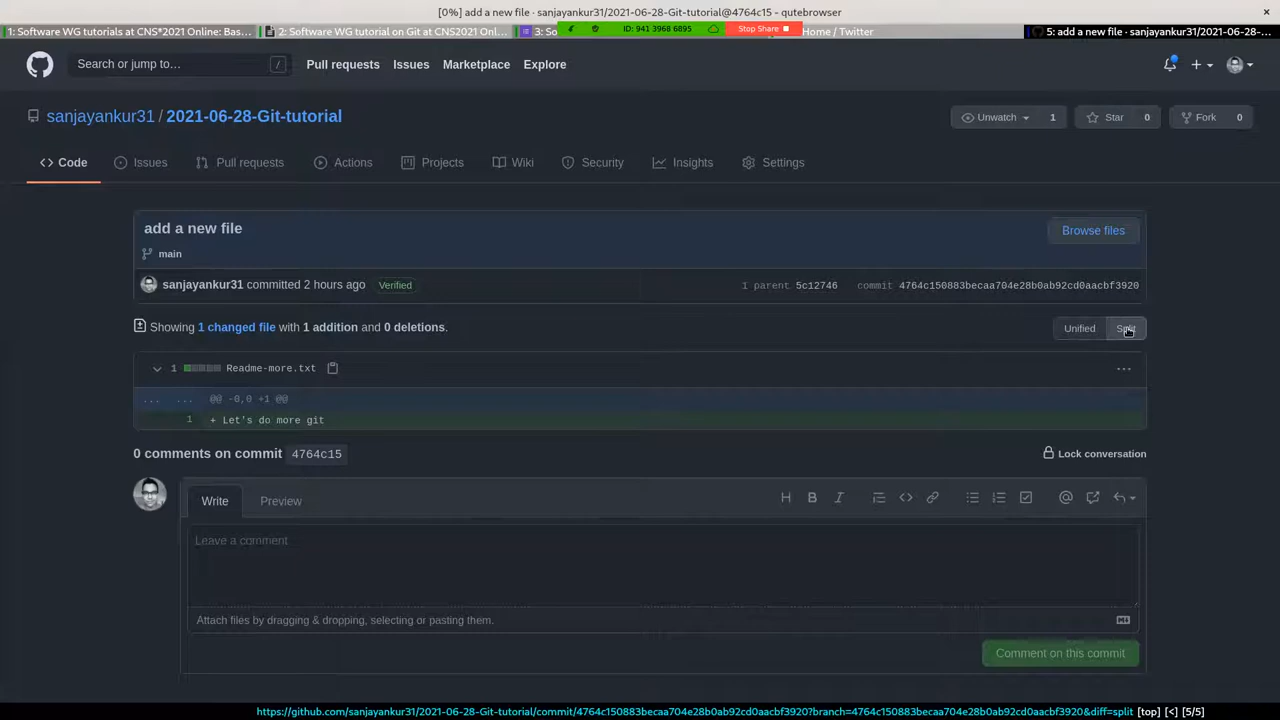 [0%] add a new file · sanjayankur31/2021-06-28-Git-tutorial@4764c15 - qutebrowser
1: Software WG tutorials at CNS*2021 Online: Bas...
2: Software WG tutorial on Git at CNS2021 Onl...
3: So
ID: 941 3968 6895
Stop Share
Home / Twitter
5: add a new file · sanjayankur31/2021-06-28-...
Search or jump to...
/
Pull requests
Issues
Marketplace
Explore
sanjayankur31 / 2021-06-28-Git-tutorial
Unwatch 1
Star 0
Fork 0
Code
Issues
Pull requests
Actions
Projects
Wiki
Security
Insights
Settings
add a new file
Browse files
main
sanjayankur31 committed 2 hours ago Verified
1 parent 5c12746 commit 4764c150883becaa704e28b0ab92cd0aacbf3920
Showing 1 changed file with 1 addition and 0 deletions.
Unified
Split
1 Readme-more.txt
... ... @@ -0,0 +1 @@
1 + Let's do more git
0 comments on commit 4764c15
Lock conversation
Write
Preview
H B I
Leave a comment
Attach files by dragging & dropping, selecting or pasting them.
Comment on this commit
https://github.com/sanjayankur31/2021-06-28-Git-tutorial/commit/4764c150883becaa704e28b0ab92cd0aacbf3920?branch=4764c150883becaa704e28b0ab92cd0aacbf3920&diff=split [top] [<] [5/5]